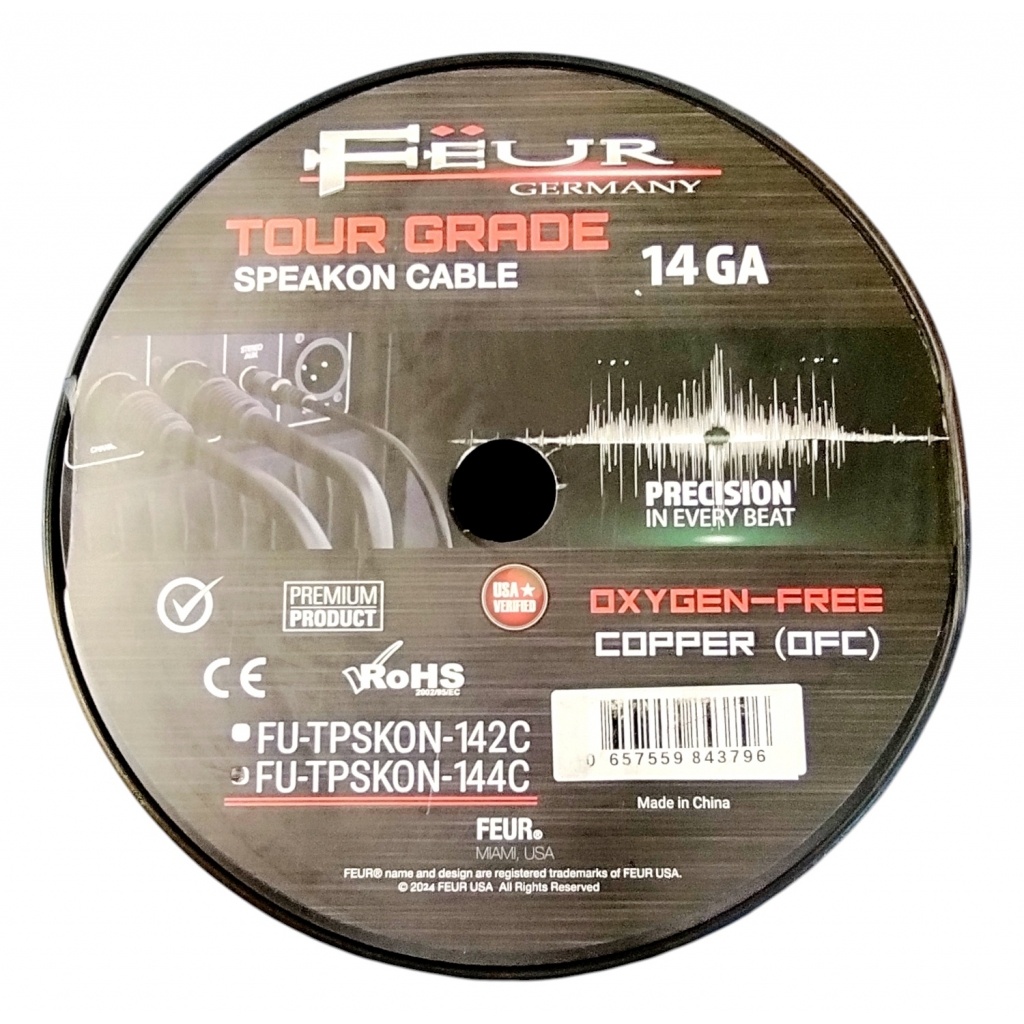 FËUR
GERMANY
TOUR GRADE
SPEAKON CABLE
14 GA
STEREO
AUX
PRECISION
IN EVERY BEAT
PREMIUM
PRODUCT
USA ★
VERIFIED
OXYGEN-FREE
COPPER (OFC)
CE
RoHS
2002/95/EC
FU-TPSKON-142C
FU-TPSKON-144C
0 657559 843796
Made in China
FEUR®
MIAMI, USA
FEUR® name and design are registered trademarks of FEUR USA.
© 2024 FEUR USA All Rights Reserved